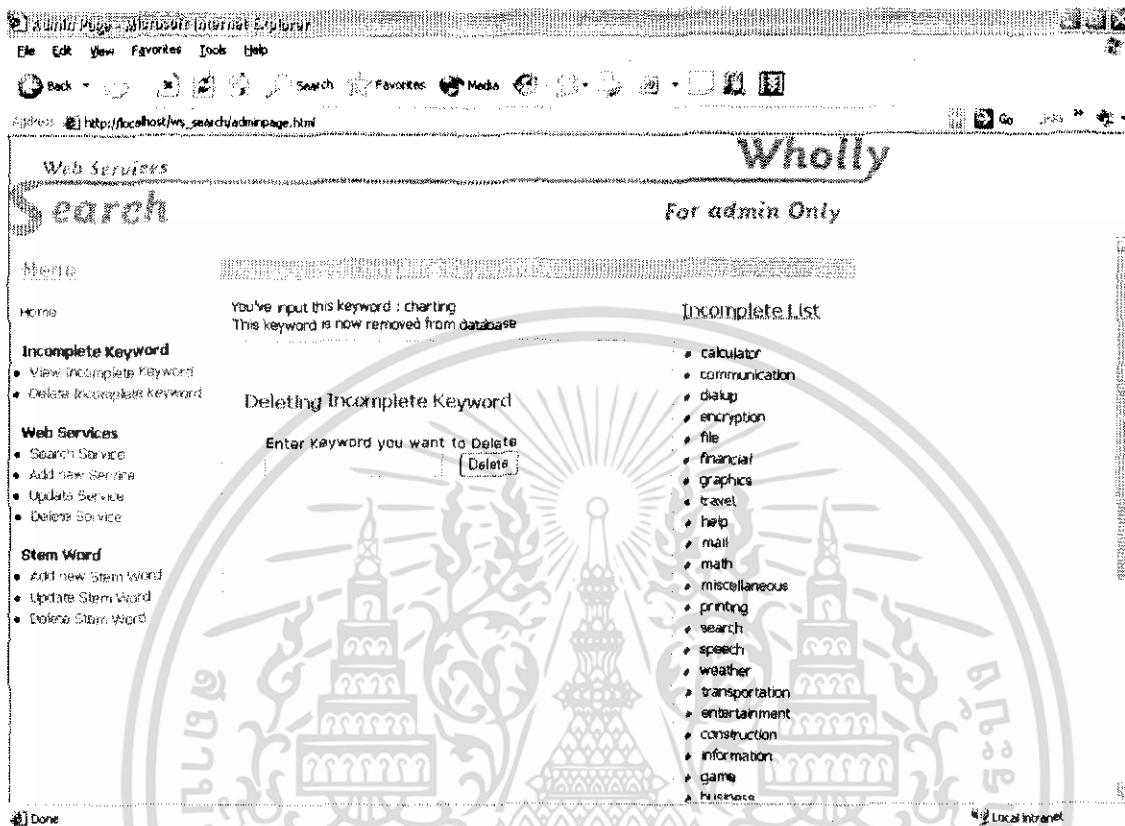 Admin Page - Microsoft Internet Explorer
File Edit View Favorites Tools Help
Back Search Favorites Media
Address http://localhost/ws_search/adminpage.html Go Links
Web Services
Search
Wholly
For admin Only
Menu
Home
Incomplete Keyword
View Incomplete Keyword
Delete Incomplete Keyword
Web Services
Search Service
Add new Service
Update Service
Delete Service
Stem Word
Add new Stem Word
Update Stem Word
Delete Stem Word
You've input this keyword : charting
This keyword is now removed from database
Deleting Incomplete Keyword
Enter Keyword you want to Delete
Delete
Incomplete List
calculator
communication
dialup
encryption
file
financial
graphics
travel
help
mail
math
miscellaneous
printing
search
speech
weather
transportation
entertainment
construction
information
game
business
Done
Local intranet